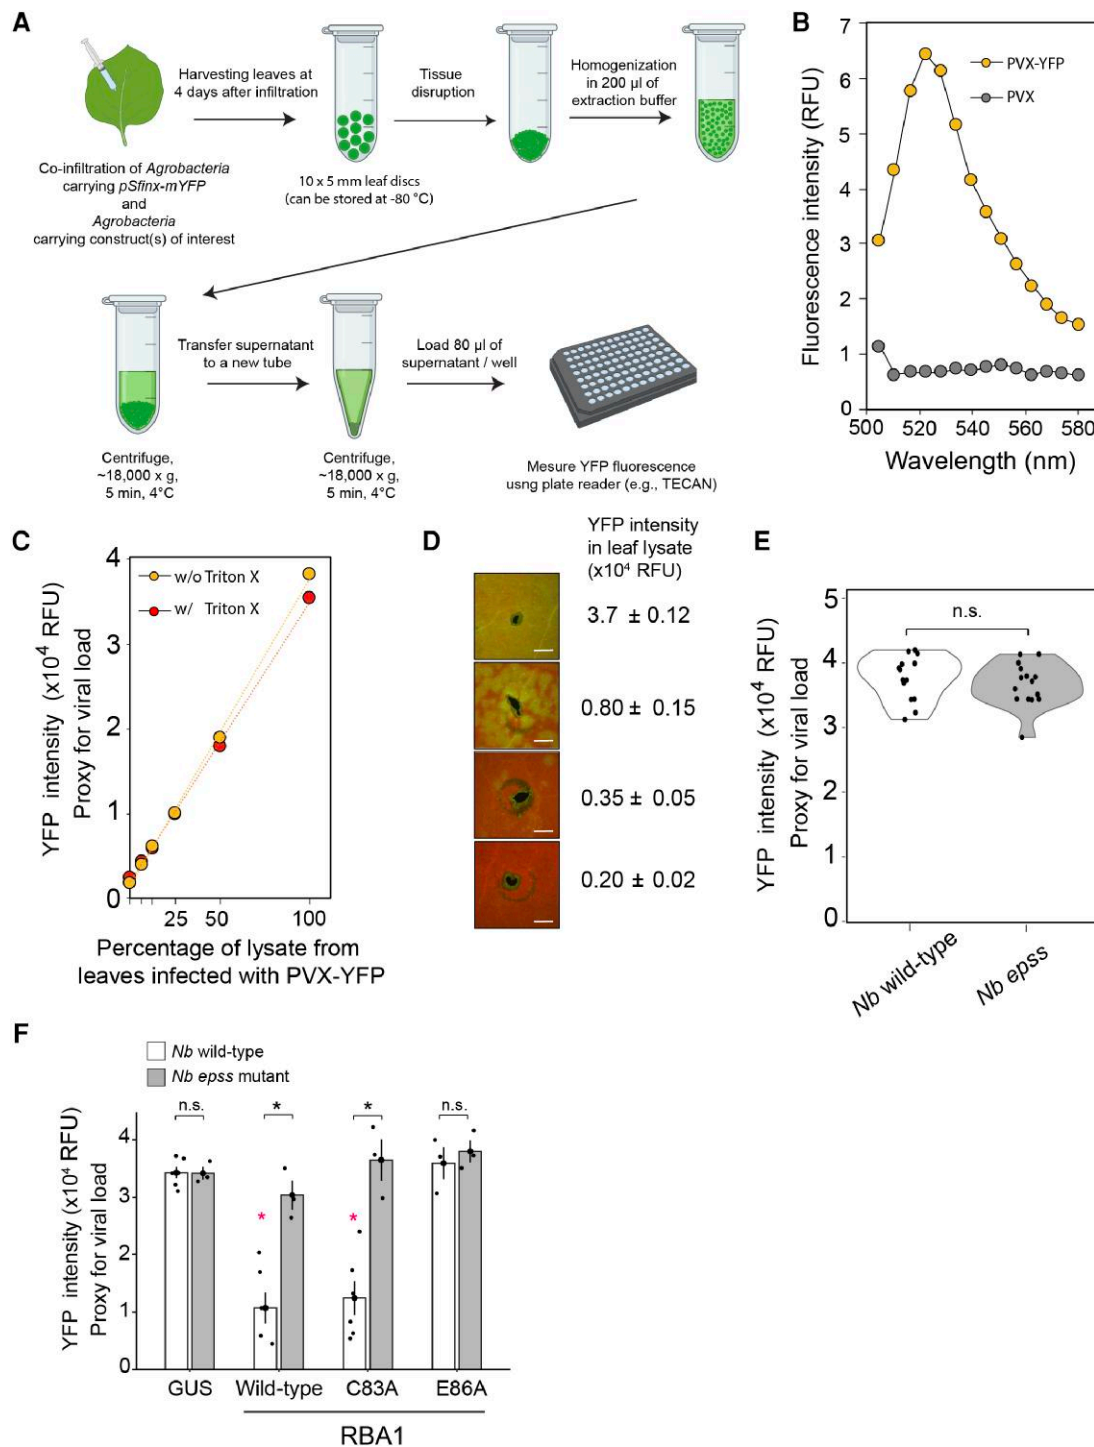 A
Harvesting leaves at
4 days after infiltration
Tissue
disruption
Homogenization
in 200 µl of
extraction buffer
Co-infiltration of Agrobacteria
carrying pSfinx-mYFP
and
Agrobacteria
carrying construct(s) of interest
10 x 5 mm leaf discs
(can be stored at -80 °C)
Transfer supernatant
to a new tube
Load 80 µl of
supernatant / well
Centrifuge,
~18,000 x g,
5 min, 4°C
Centrifuge,
~18,000 x g,
5 min, 4°C
Mesure YFP fluorescence
usng plate reader (e.g., TECAN)
B
Fluorescence intensity (RFU)
7
6
5
4
3
2
1
0
PVX-YFP
PVX
500 520 540 560 580
Wavelength (nm)
C
YFP intensity (x10⁴ RFU)
Proxy for viral load
4
3
2
1
0
w/o Triton X
w/ Triton X
25 50 100
Percentage of lysate from
leaves infected with PVX-YFP
D
YFP intensity
in leaf lysate
(x10⁴ RFU)
3.7 ± 0.12
0.80 ± 0.15
0.35 ± 0.05
0.20 ± 0.02
E
YFP intensity (x10⁴ RFU)
Proxy for viral load
5
4
3
2
1
0
n.s.
Nb wild-type
Nb epss
F
Nb wild-type
Nb epss mutant
YFP intensity (x10⁴ RFU)
Proxy for viral load
4
3
2
1
0
n.s. * * n.s.
* *
GUS Wild-type C83A E86A
RBA1